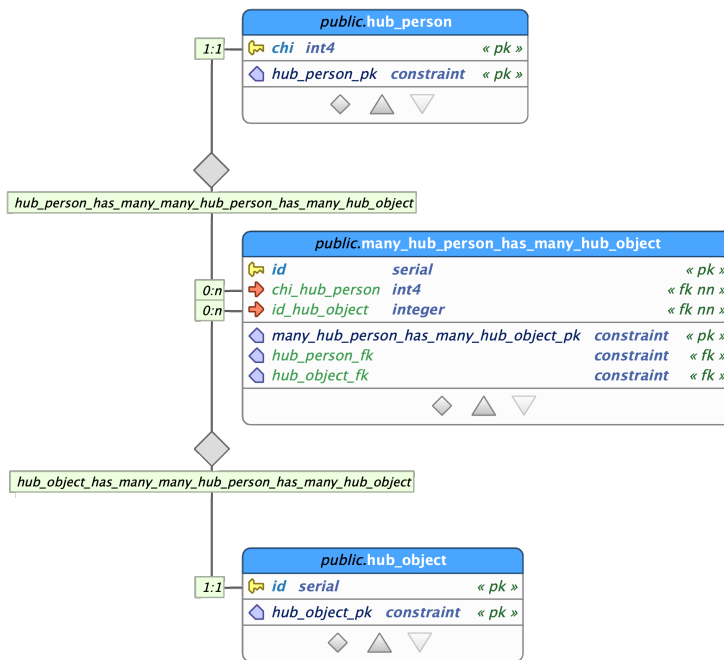 public.hub_person
1:1
chi int4 « pk »
hub_person_pk constraint « pk »
hub_person_has_many_many_hub_person_has_many_hub_object
public.many_hub_person_has_many_hub_object
id serial « pk »
0:n
chi_hub_person int4 « fk nn »
0:n
id_hub_object integer « fk nn »
many_hub_person_has_many_hub_object_pk constraint « pk »
hub_person_fk constraint « fk »
hub_object_fk constraint « fk »
hub_object_has_many_many_hub_person_has_many_hub_object
public.hub_object
1:1
id serial « pk »
hub_object_pk constraint « pk »